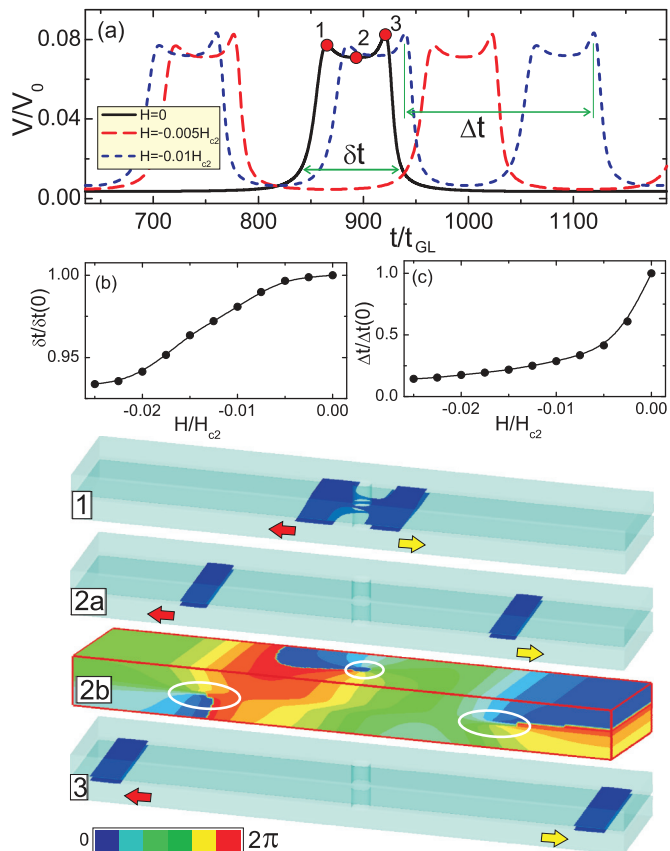 (a)
V/V0
0.08
0.04
0.00
1
2
3
H=0
H=-0.005Hc2
H=-0.01Hc2
δt
Δt
700 800 900 1000 1100
t/tGL
(b)
δt/δt(0)
1.00
0.95
-0.02 -0.01 0.00
H/Hc2
(c)
Δt/Δt(0)
1.0
0.5
0.0
-0.02 -0.01 0.00
H/Hc2
1
2a
2b
3
0 2π